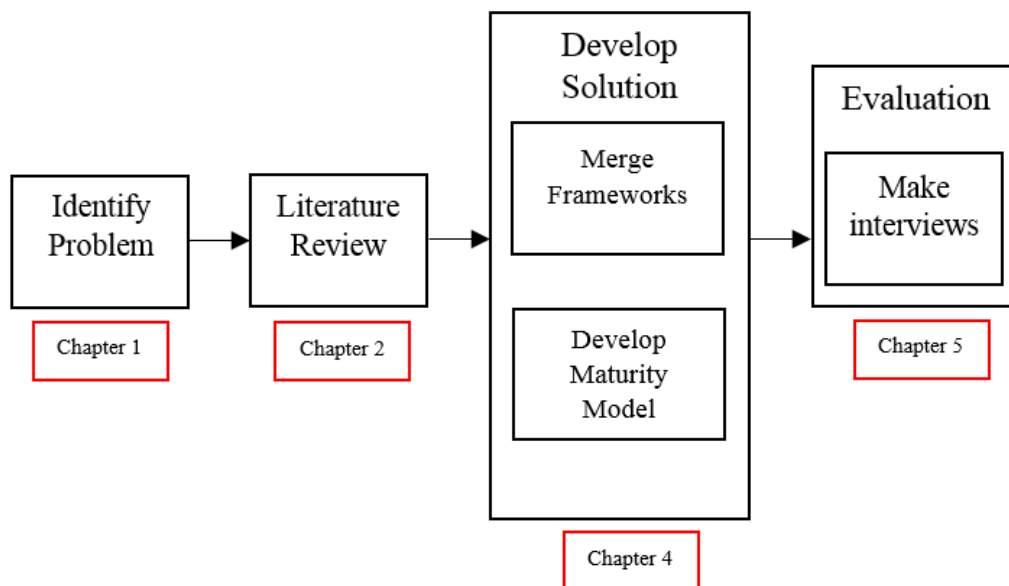 Identify
Problem
Chapter 1
Literature
Review
Chapter 2
Develop
Solution
Merge
Frameworks
Develop
Maturity
Model
Chapter 4
Evaluation
Make
interviews
Chapter 5